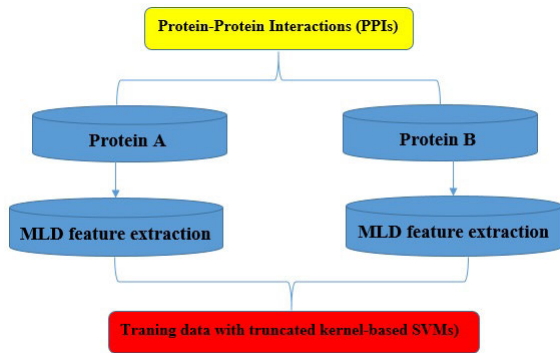 Protein-Protein Interactions (PPIs)
Protein A
Protein B
MLD feature extraction
MLD feature extraction
Traning data with truncated kernel-based SVMs)